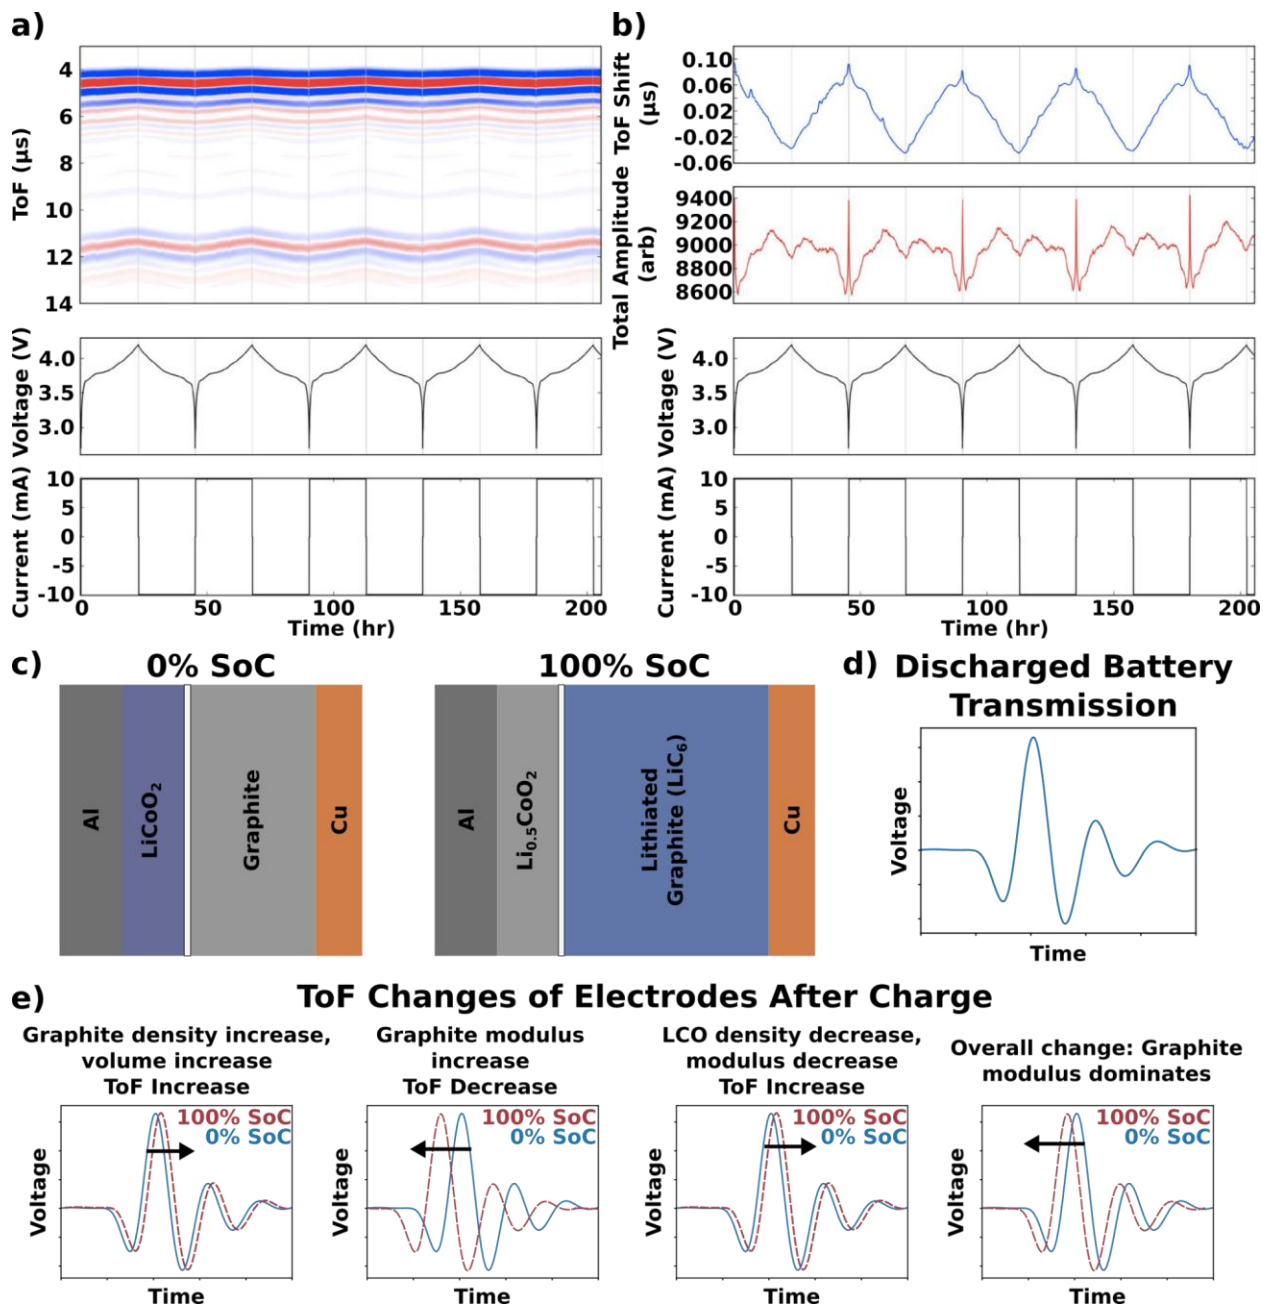 a)
4
6
8
10
12
14
ToF (µs)
4.0
3.5
3.0
Voltage (V)
10
5
0
-5
-10
Current (mA)
0
50
100
150
200
Time (hr)
b)
0.10
0.06
0.02
-0.02
-0.06
ToF Shift
(µs)
9400
9200
9000
8800
8600
Total Amplitude
(arb)
4.0
3.5
3.0
Voltage (V)
10
5
0
-5
-10
Current (mA)
0
50
100
150
200
Time (hr)
c)
0% SoC
Al
LiCoO₂
Graphite
Cu
100% SoC
Al
Li₀.₅CoO₂
Lithiated
Graphite (LiC₆)
Cu
d)
Discharged Battery
Transmission
Voltage
Time
e)
ToF Changes of Electrodes After Charge
Graphite density increase,
volume increase
ToF Increase
100% SoC
0% SoC
Voltage
Time
Graphite modulus
increase
ToF Decrease
100% SoC
0% SoC
Voltage
Time
LCO density decrease,
modulus decrease
ToF Increase
100% SoC
0% SoC
Voltage
Time
Overall change: Graphite
modulus dominates
100% SoC
0% SoC
Voltage
Time